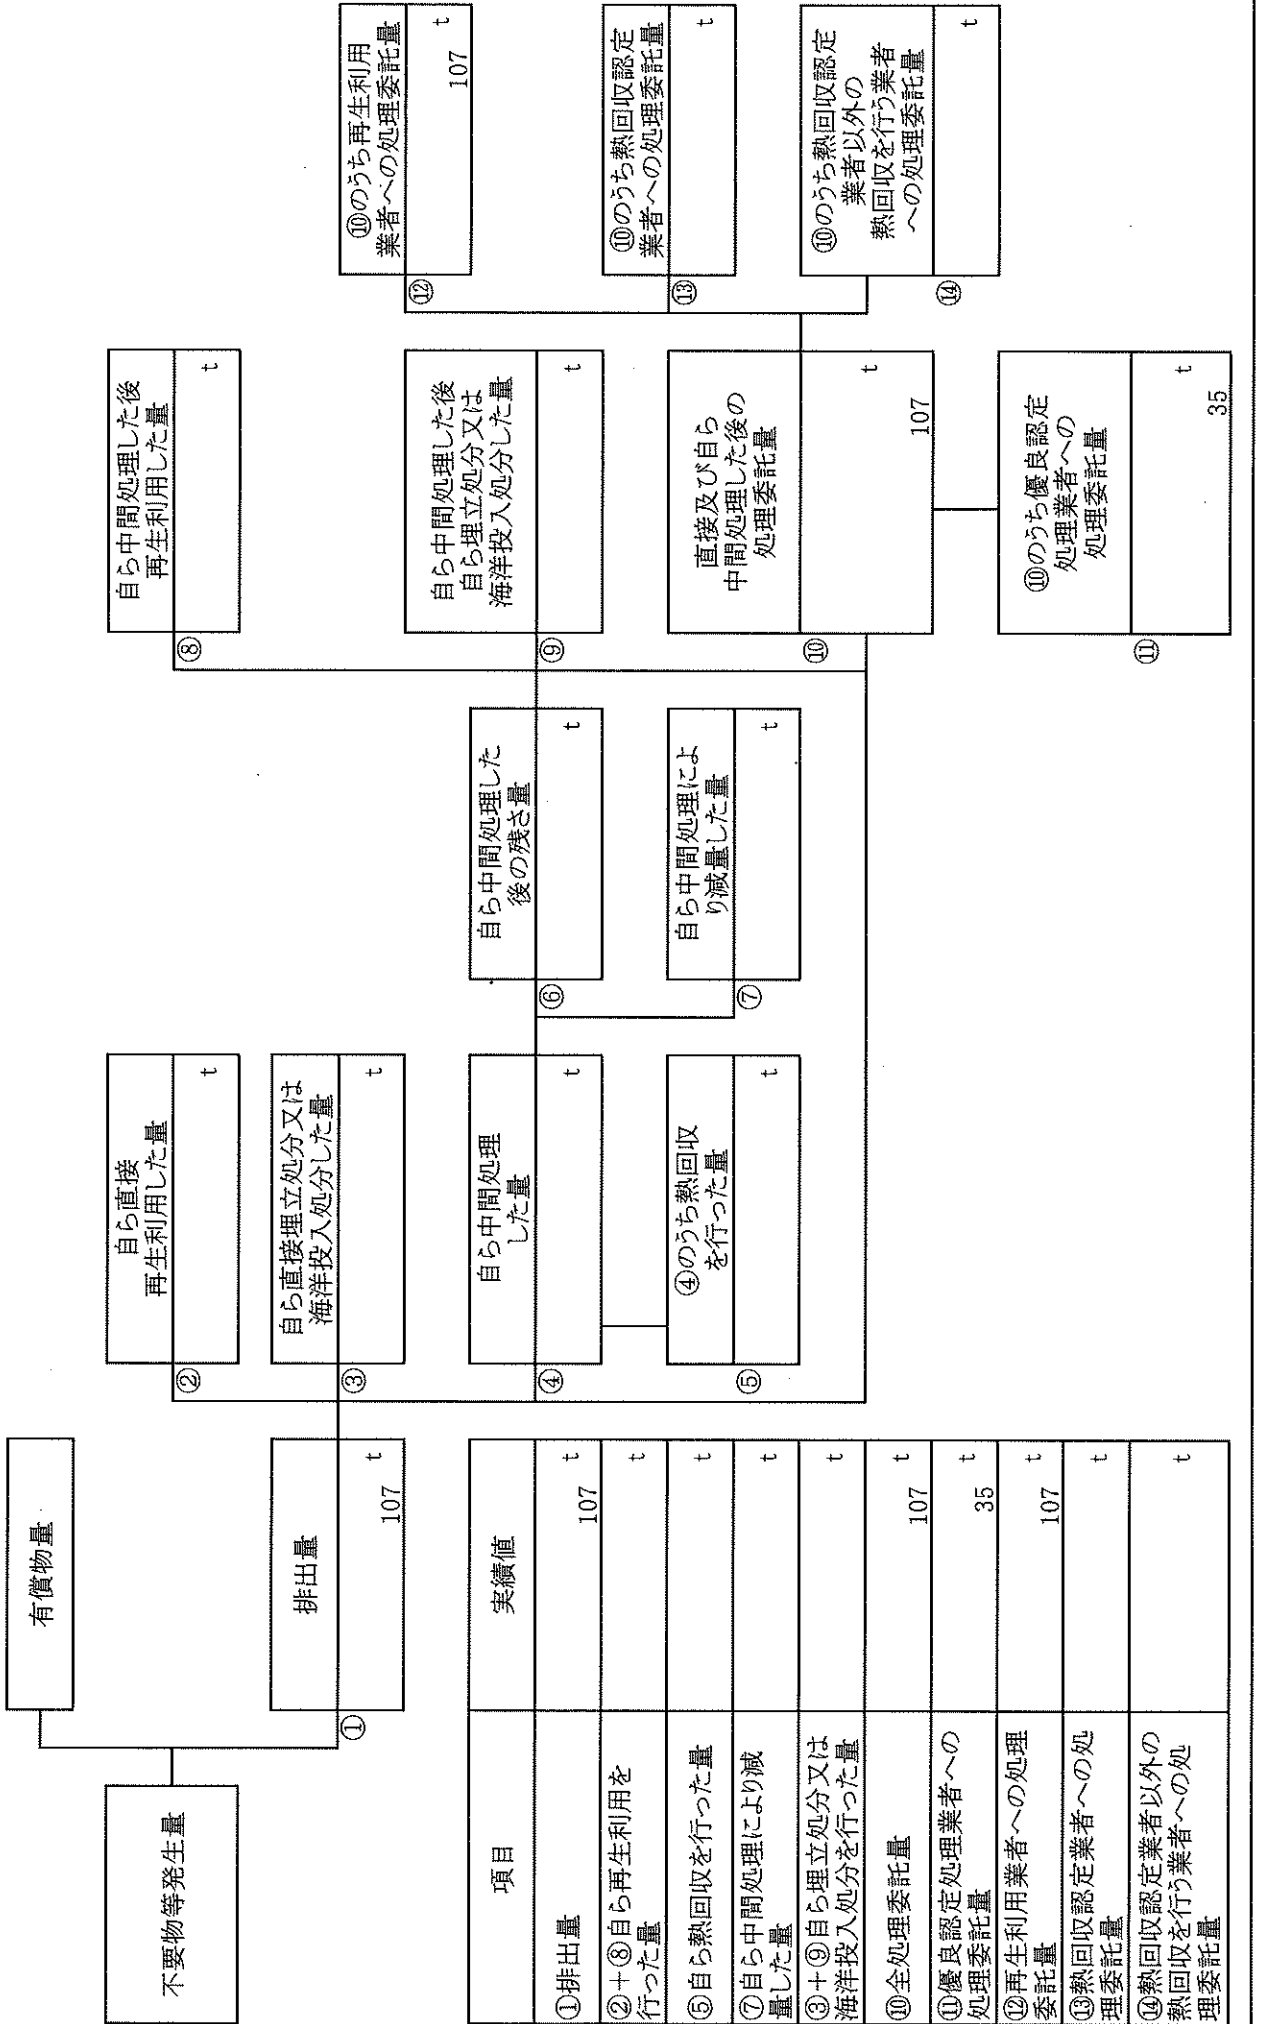 不要物等発生量
有償物量
排出量
①
107 t
自ら直接
再生利用した量
②
t
自ら直接埋立処分又は
海洋投入処分した量
③
t
自ら中間処理
した量
④
t
④のうち熱回収
を行った量
⑤
t
自ら中間処理した
後の残さ量
⑥
t
自ら中間処理によ
り減量した量
⑦
t
自ら中間処理した後
再生利用した量
⑧
t
自ら中間処理した後
自ら埋立処分又は
海洋投入処分した量
⑨
t
直接及び自ら
中間処理した後の
処理委託量
⑩
t
107
⑩のうち優良認定
処理業者への
処理委託量
⑪
t
35
⑩のうち再生利用
業者への処理委託量
⑫
t
107
⑩のうち熱回収認定
業者への処理委託量
⑬
t
⑩のうち熱回収認定
業者以外の
熱回収を行う業者
への処理委託量
⑭
t
項目 実績値
①排出量 107 t
②+⑧自ら再生利用を
行った量 t
⑤自ら熱回収を行った量 t
⑦自ら中間処理により減
量した量 t
③+⑨自ら埋立処分又は
海洋投入処分を行った量 t
⑩全処理委託量 107 t
⑪優良認定処理業者への
処理委託量 35 t
⑫再生利用業者への処理
委託量 107 t
⑬熱回収認定業者への処
理委託量 t
⑭熱回収認定業者以外の
熱回収を行う業者への処
理委託量 t